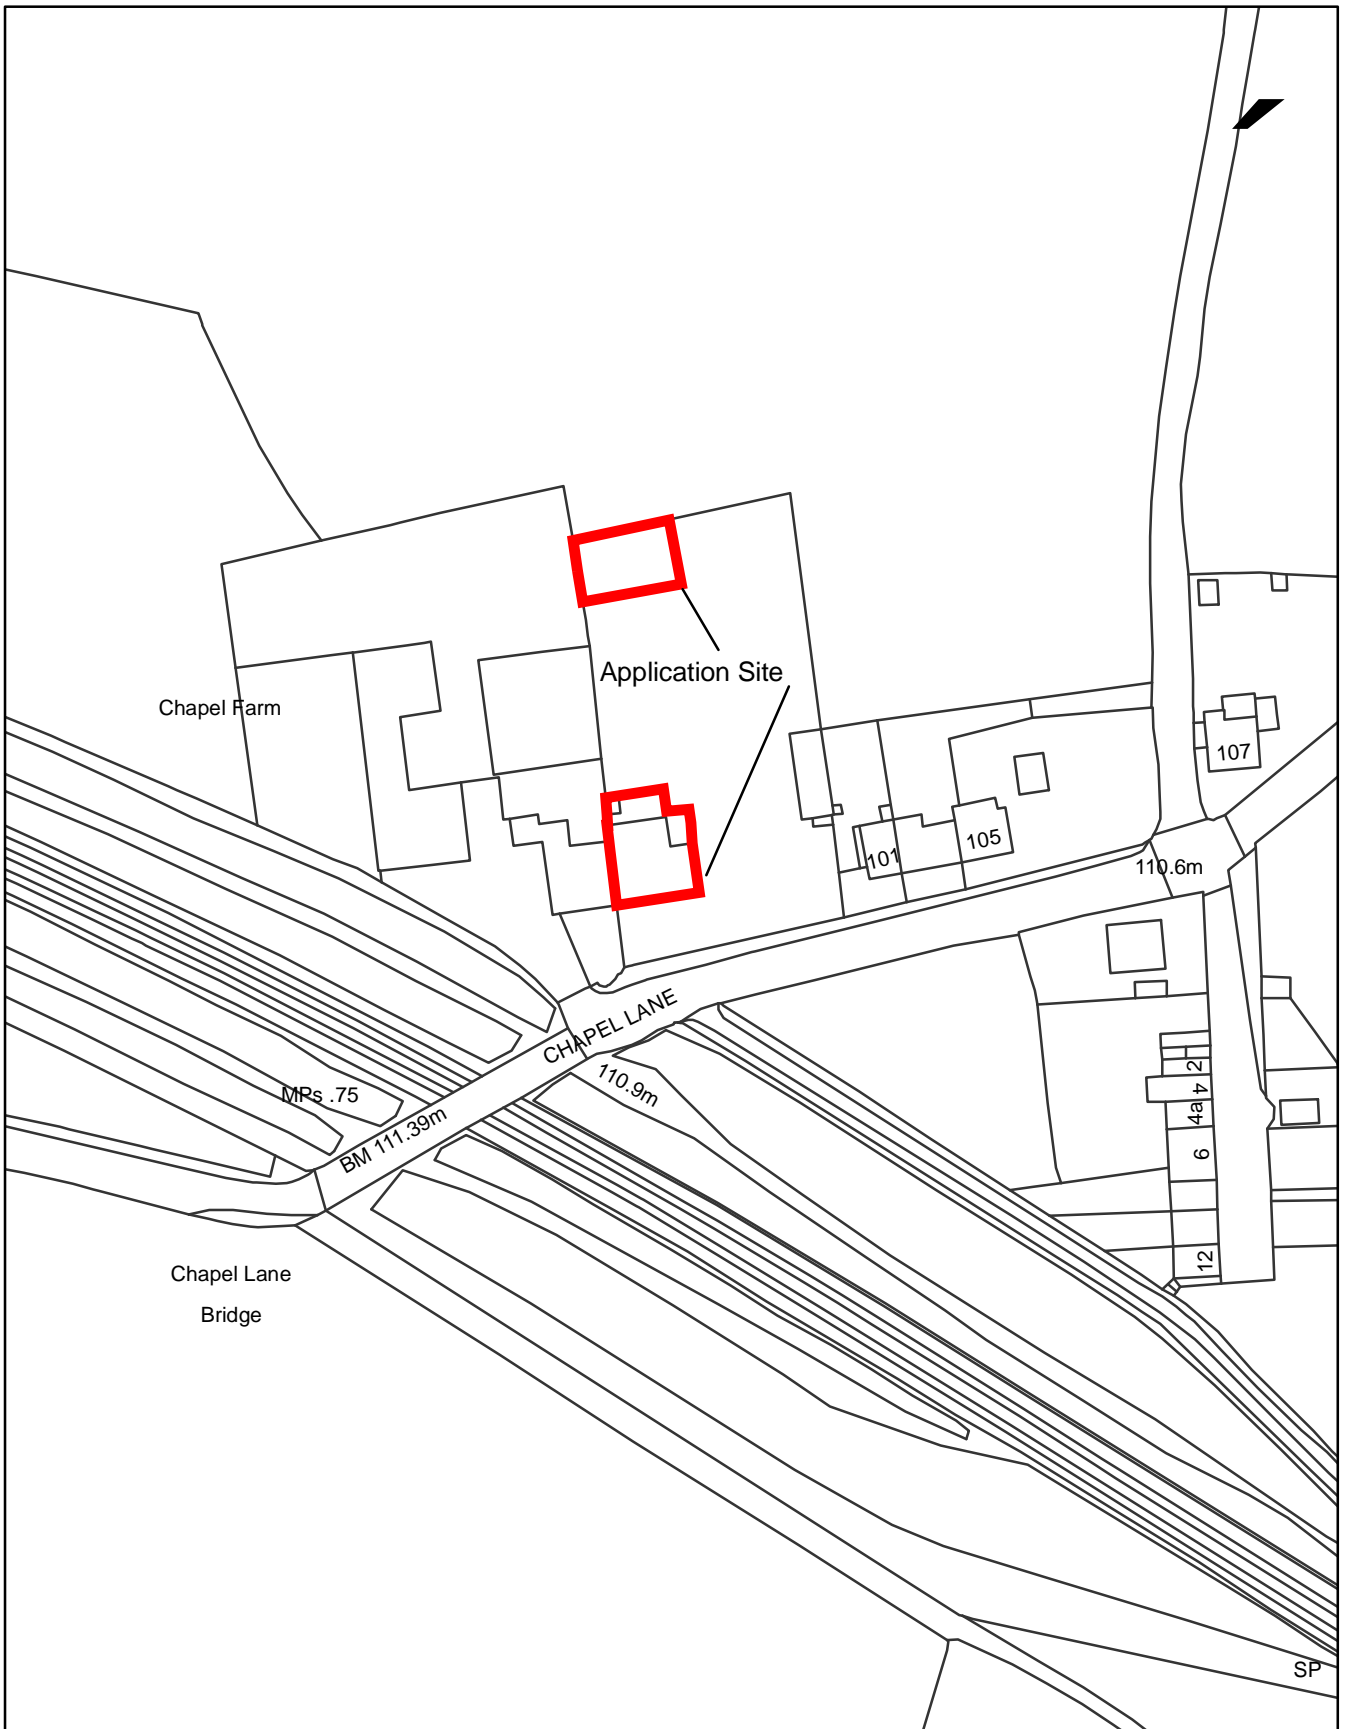 Application Site
Chapel Farm
107
105
101
110.6m
CHAPEL LANE
110.9m
MPs .75
BM 111.39m
2
4
4a
6
12
Chapel Lane
Bridge
SP